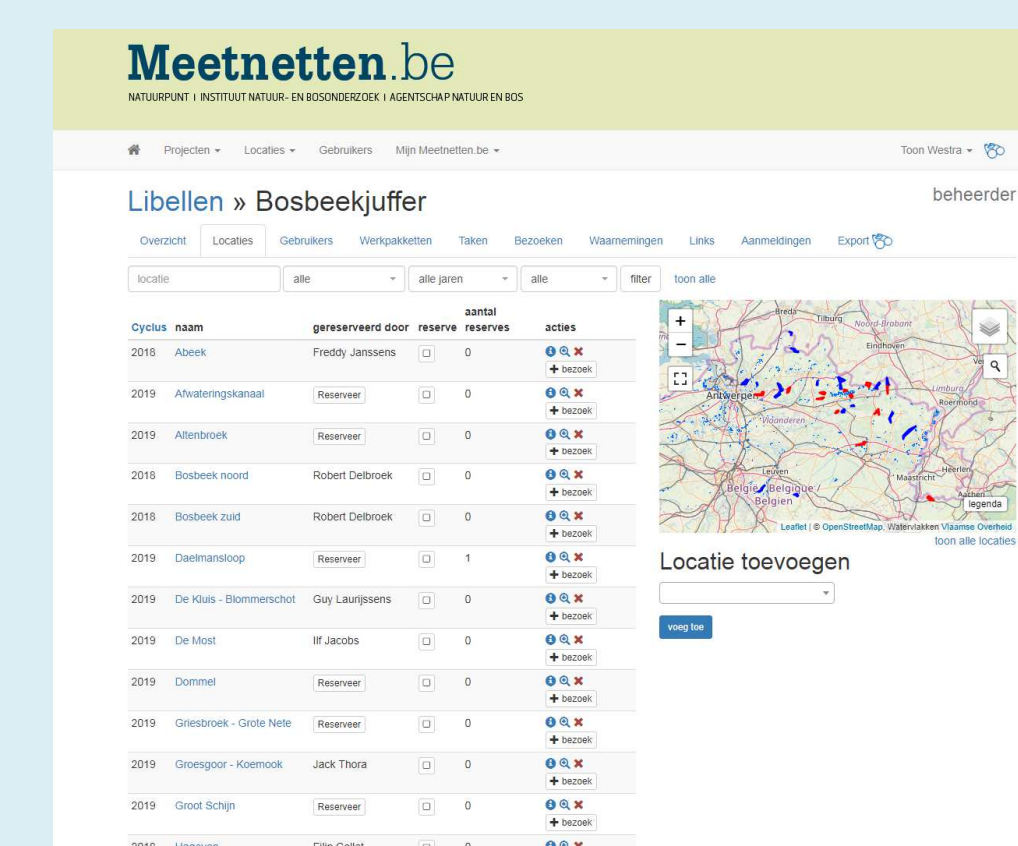 Meetnetten.be
NATUURPUNT I INSTITUUT NATUUR- EN BOSONDERZOEK I AGENTSCHAP NATUUR EN BOS
Projecten Locaties Gebruikers Mijn Meetnetten.be Toon Westra
Libellen » Bosbeekjuffer beheerder
Overzicht Locaties Gebruikers Werkpakketten Taken Bezoeken Waarnemingen Links Aanmeldingen Export
locatie alle alle jaren alle filter toon alle
Cyclus naam gereserveerd door reserve aantal reserves acties
2018 Abeek Freddy Janssens 0
+ bezoek
2019 Afwateringskanaal Reserveer 0
+ bezoek
2019 Altenbroek Reserveer 0
+ bezoek
2018 Bosbeek noord Robert Delbroek 0
+ bezoek
2018 Bosbeek zuid Robert Delbroek 0
+ bezoek
2019 Daelmansloop Reserveer 1
+ bezoek
2019 De Kluis - Blommerschot Guy Laurijssens 0
+ bezoek
2019 De Most Ilf Jacobs 0
+ bezoek
2019 Dommel Reserveer 0
+ bezoek
2019 Griesbroek - Grote Nete Reserveer 0
+ bezoek
2019 Groesgoor - Koemook Jack Thora 0
+ bezoek
2019 Groot Schijn Reserveer 0
+ bezoek
+
−
Breda
Tilburg
Noord-Brabant
Eindhoven
Limburg
Antwerpen
Roermond
Vlaanderen
Leuven
Heerlen
Maastricht
België / Belgique /
Belgien
Aachen
legenda
Leaflet | © OpenStreetMap, Watervlakken Vlaamse Overheid
toon alle locaties
Locatie toevoegen
voeg toe